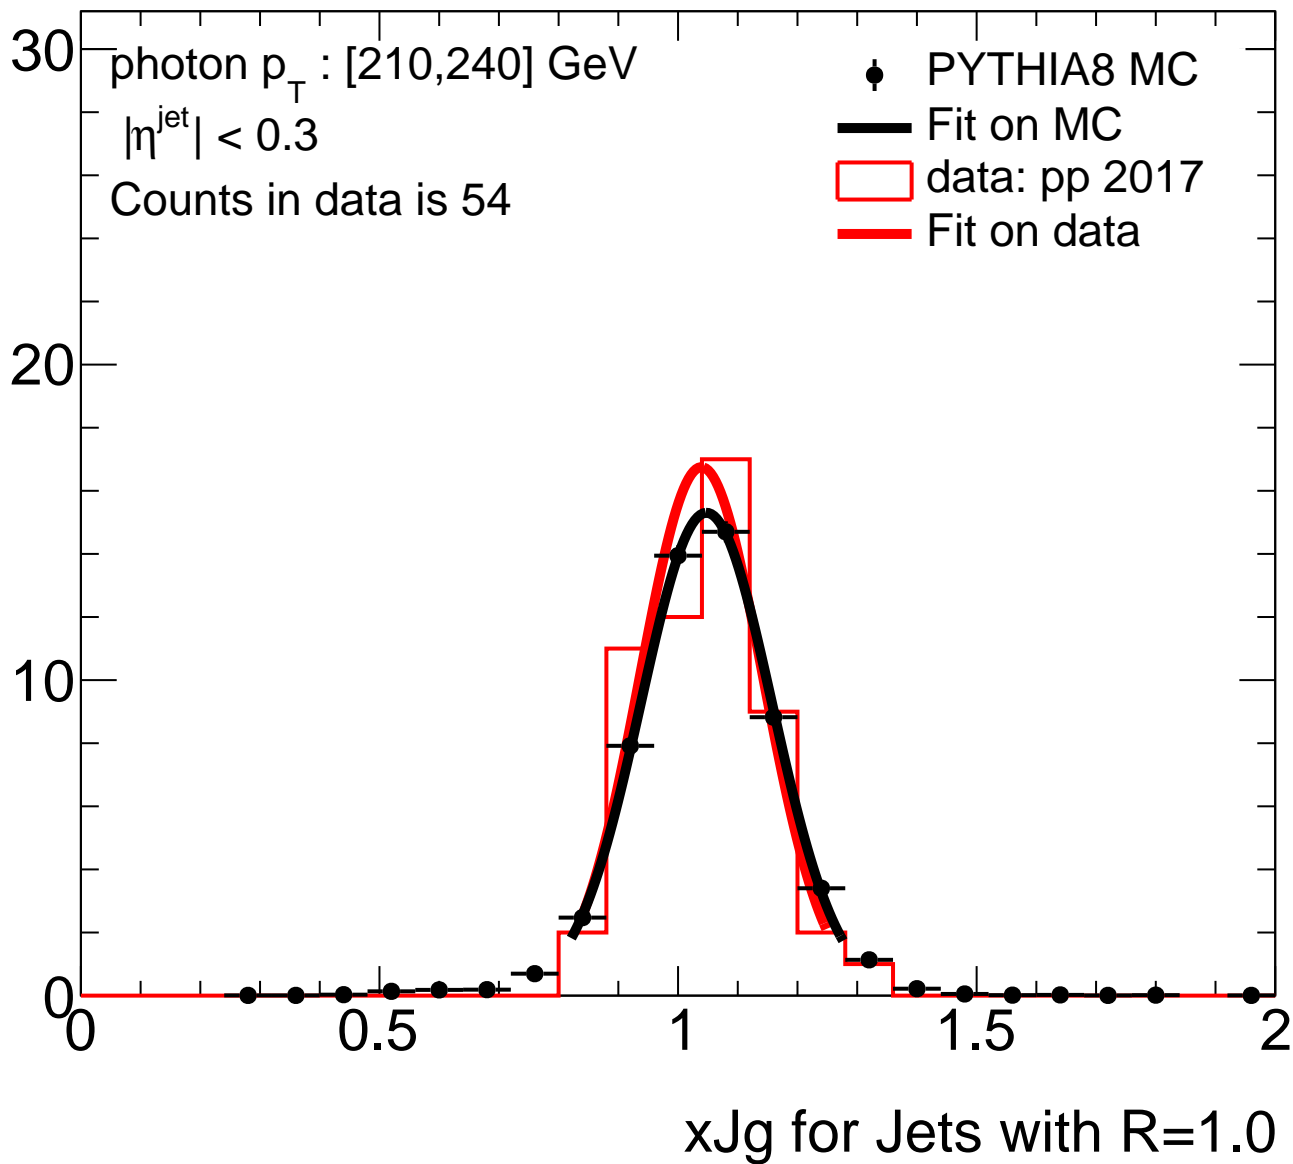 30
photon p_T : [210,240] GeV
|η^jet| < 0.3
Counts in data is 54
PYTHIA8 MC
Fit on MC
data: pp 2017
Fit on data
20
10
0
0 0.5 1 1.5 2
xJg for Jets with R=1.0